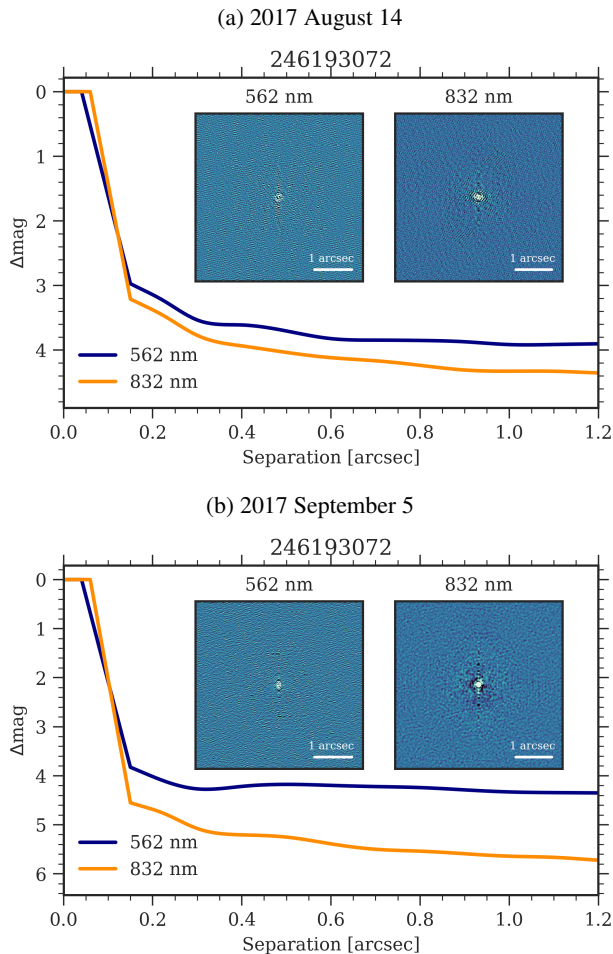 (a) 2017 August 14
246193072
562 nm
832 nm
1 arcsec
1 arcsec
0
1
2
3
4
Δmag
562 nm
832 nm
0.0
0.2
0.4
0.6
0.8
1.0
1.2
Separation [arcsec]
(b) 2017 September 5
246193072
562 nm
832 nm
1 arcsec
1 arcsec
0
1
2
3
4
5
6
Δmag
562 nm
832 nm
0.0
0.2
0.4
0.6
0.8
1.0
1.2
Separation [arcsec]